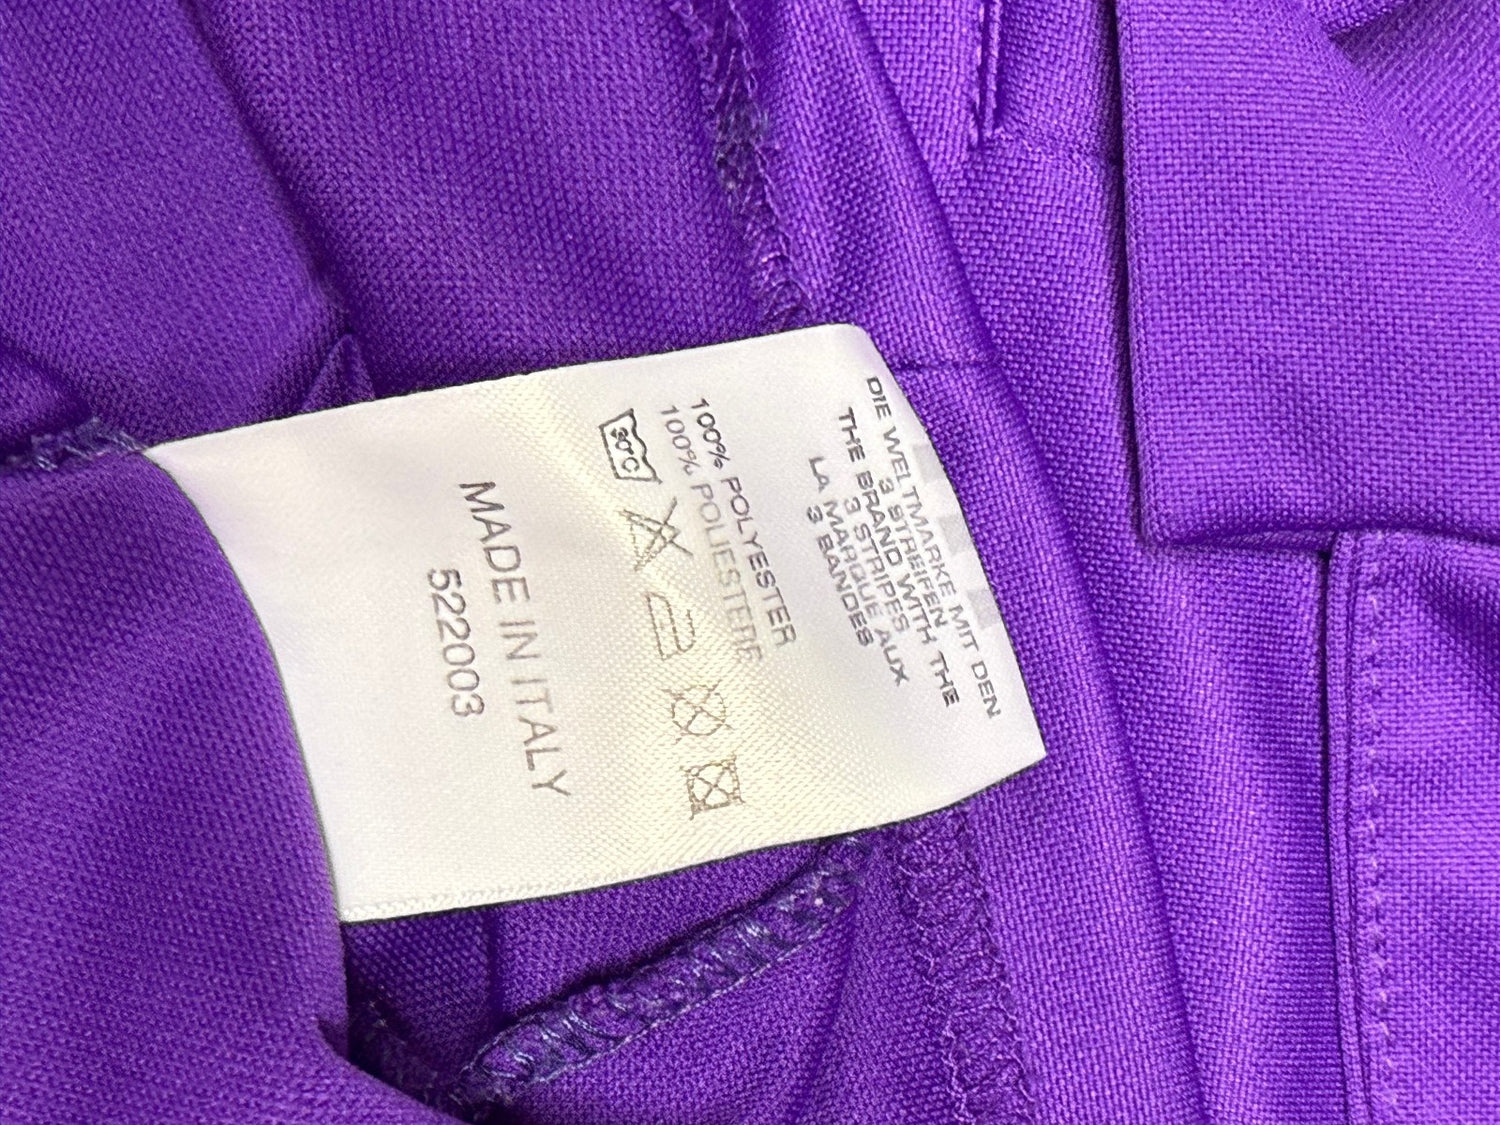 DIE WELTMARKE MIT DEN
3 STREIFEN
THE BRAND WITH THE
3 STRIPES
LA MARQUE AUX
3 BANDES
100% POLYESTER
100% POLIESTERE
30°C
MADE IN ITALY
522003